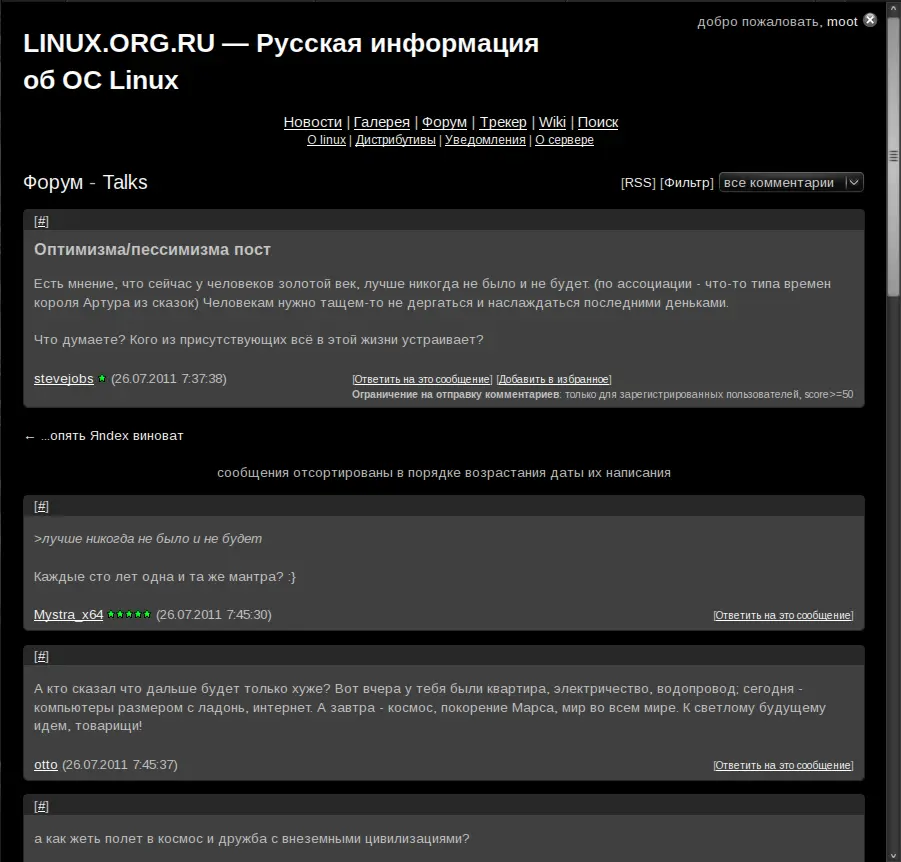 добро пожаловать, moot
LINUX.ORG.RU — Русская информация
об ОС Linux
Новости | Галерея | Форум | Трекер | Wiki | Поиск
О linux | Дистрибутивы | Уведомления | О сервере
Форум - Talks
[RSS] [Фильтр] все комментарии
[#]
Оптимизма/пессимизма пост
Есть мнение, что сейчас у человеков золотой век, лучше никогда не было и не будет. (по ассоциации - что-то типа времен
короля Артура из сказок) Человекам нужно тащем-то не дергаться и наслаждаться последними деньками.
Что думаете? Кого из присутствующих всё в этой жизни устраивает?
stevejobs (26.07.2011 7:37:38)
[Ответить на это сообщение] [Добавить в избранное]
Ограничение на отправку комментариев: только для зарегистрированных пользователей, score>=50
← ...опять Яndex виноват
сообщения отсортированы в порядке возрастания даты их написания
[#]
>лучше никогда не было и не будет
Каждые сто лет одна и та же мантра? :}
Mystra_x64 ★★★★★ (26.07.2011 7:45:30)
[Ответить на это сообщение]
[#]
А кто сказал что дальше будет только хуже? Вот вчера у тебя были квартира, электричество, водопровод; сегодня -
компьютеры размером с ладонь, интернет. А завтра - космос, покорение Марса, мир во всем мире. К светлому будущему
идем, товарищи!
otto (26.07.2011 7:45:37)
[Ответить на это сообщение]
[#]
а как жеть полет в космос и дружба с внеземными цивилизациями?